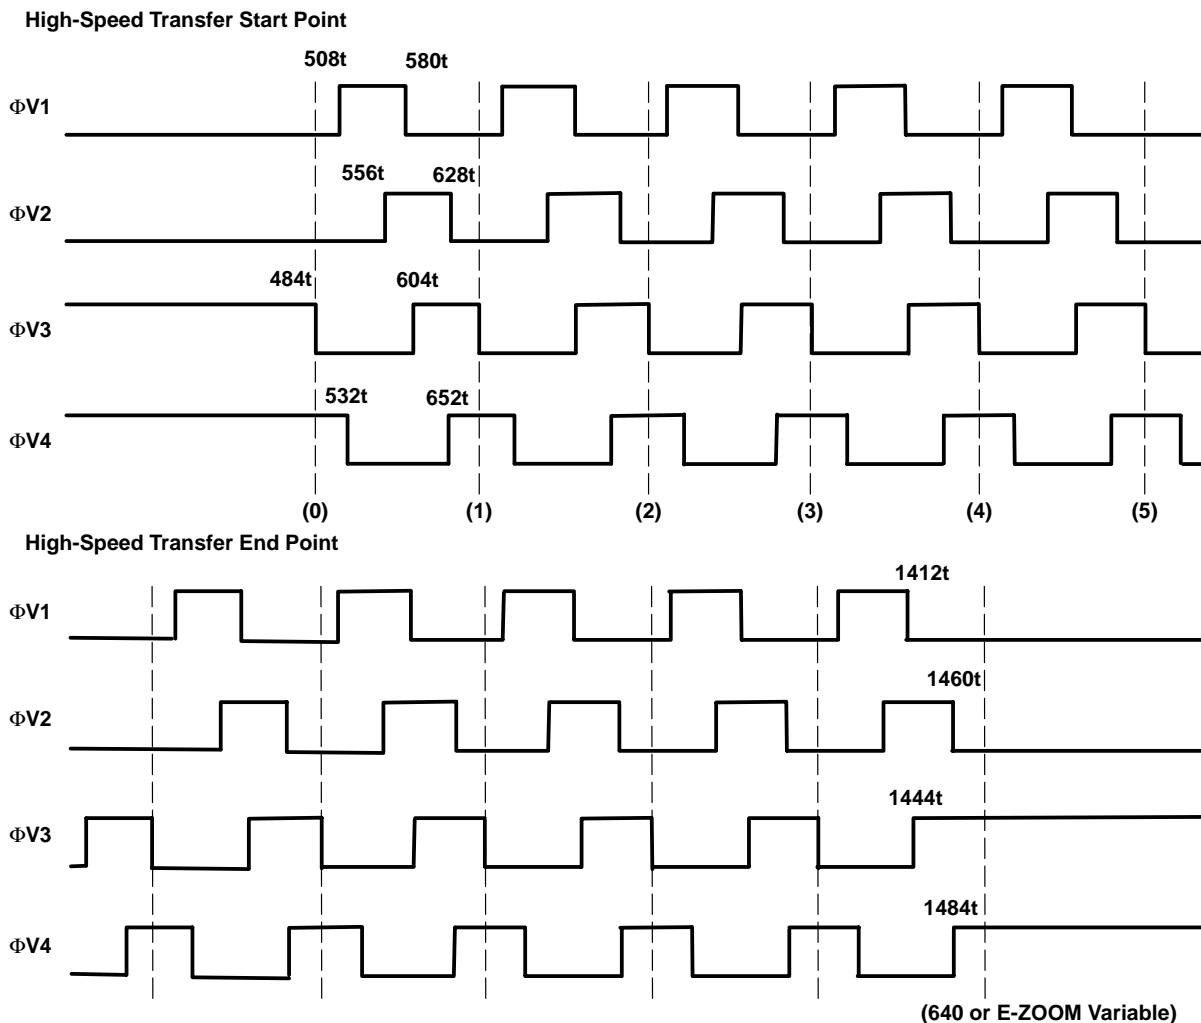 High-Speed Transfer Start Point
508t 580t
ΦV1
556t 628t
ΦV2
484t 604t
ΦV3
532t 652t
ΦV4
(0) (1) (2) (3) (4) (5)
High-Speed Transfer End Point
1412t
ΦV1
1460t
ΦV2
1444t
ΦV3
1484t
ΦV4
(640 or E-ZOOM Variable)